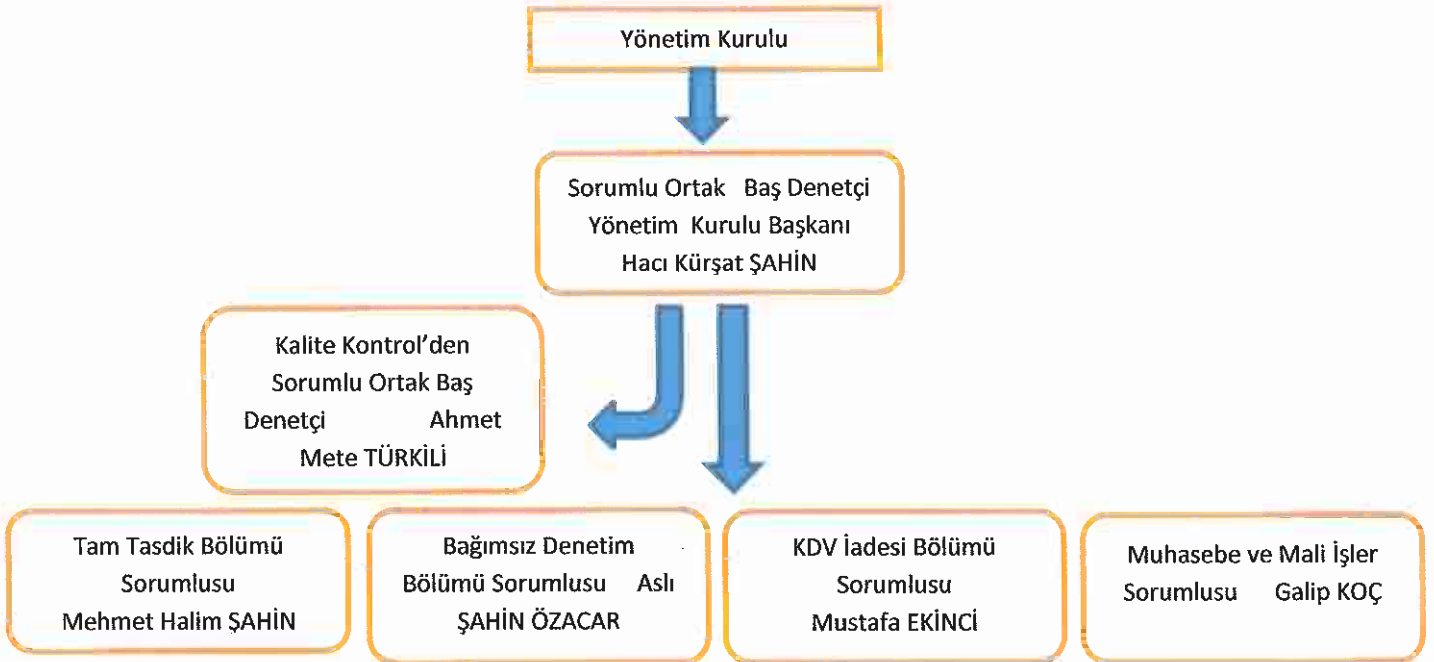 Yönetim Kurulu
Sorumlu Ortak Baş Denetçi
Yönetim Kurulu Başkanı
Hacı Kürşat ŞAHİN
Kalite Kontrol’den
Sorumlu Ortak Baş
Denetçi Ahmet
Mete TÜRKİLİ
Tam Tasdik Bölümü
Sorumlusu
Mehmet Halim ŞAHİN
Bağımsız Denetim
Bölümü Sorumlusu Aslı
ŞAHİN ÖZACAR
KDV İadesi Bölümü
Sorumlusu
Mustafa EKİNCİ
Muhasebe ve Mali İşler
Sorumlusu Galip KOÇ